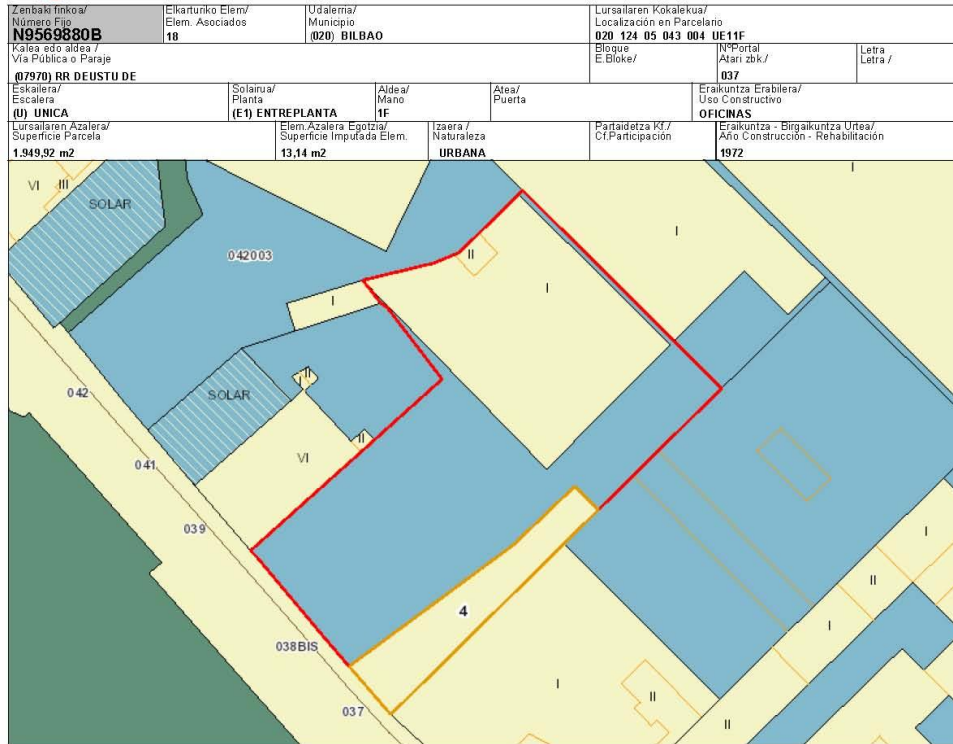 Zenbaki finkoa/
Número Fijo
N9569880B
Elkarturiko Elem/
Elem. Asociados
18
Udalerria/
Municipio
(020) BILBAO
Lursailaren Kokalekua/
Localización en Parcelario
020 124 05 043 004 UE11F
Kalea edo aldea /
Vía Pública o Paraje
(07970) RR DEUSTU DE
Bloque
E.Bloke/
NºPortal
Atari zbk./
037
Letra
Letra /
Eskailera/
Escalera
(U) UNICA
Solairua/
Planta
(E1) ENTREPLANTA
Aldea/
Mano
1F
Atea/
Puerta
Eraikuntza Erabilera/
Uso Constructivo
OFICINAS
Lursailaren Azalera/
Superficie Parcela
1.949,92 m2
Elem.Azalera Egotzia/
Superficie Imputada Elem.
13,14 m2
Izaera /
Naturaleza
URBANA
Partaidetza Kf./
Cf.Participación
Eraikuntza - Birgaikuntza Urtea/
Año Construcción - Rehabilitación
1972
VI
III
SOLAR
I
I
042003
II
I
I
042
II
I
SOLAR
II
VI
041
039
I
4
II
038BIS
I
I
II
037
II